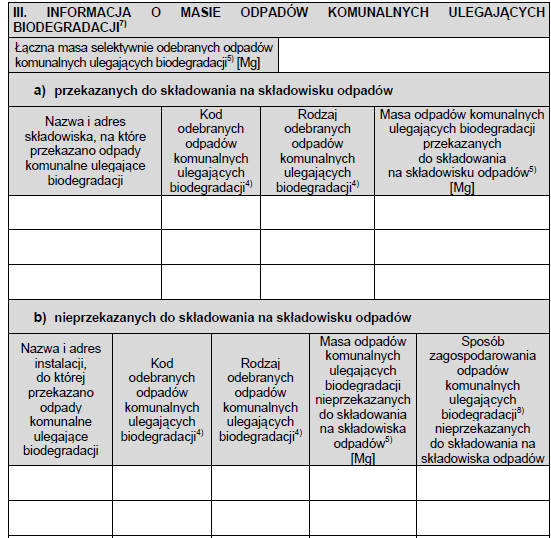 III. INFORMACJA O MASIE ODPADÓW KOMUNALNYCH ULEGAJĄCYCH
BIODEGRADACJI7)
Łączna masa selektywnie odebranych odpadów
komunalnych ulegających biodegradacji5) [Mg]
a) przekazanych do składowania na składowisku odpadów
Nazwa i adres
składowiska, na które
przekazano odpady
komunalne ulegające
biodegradacji
Kod
odebranych
odpadów
komunalnych
ulegających
biodegradacji4)
Rodzaj
odebranych
odpadów
komunalnych
ulegających
biodegradacji4)
Masa odpadów komunalnych
ulegających biodegradacji
przekazanych
do składowania
na składowisku odpadów5)
[Mg]
b) nieprzekazanych do składowania na składowisku odpadów
Nazwa i adres
instalacji,
do której
przekazano
odpady
komunalne
ulegające
biodegradacji
Kod
odebranych
odpadów
komunalnych
ulegających
biodegradacji4)
Rodzaj
odebranych
odpadów
komunalnych
ulegających
biodegradacji4)
Masa odpadów
komunalnych
ulegających
biodegradacji
nieprzekazanych
do składowania
na składowiska
odpadów5)
[Mg]
Sposób
zagospodarowania
odpadów
komunalnych
ulegających
biodegradacji8)
nieprzekazanych
do składowania na
składowisku odpadów